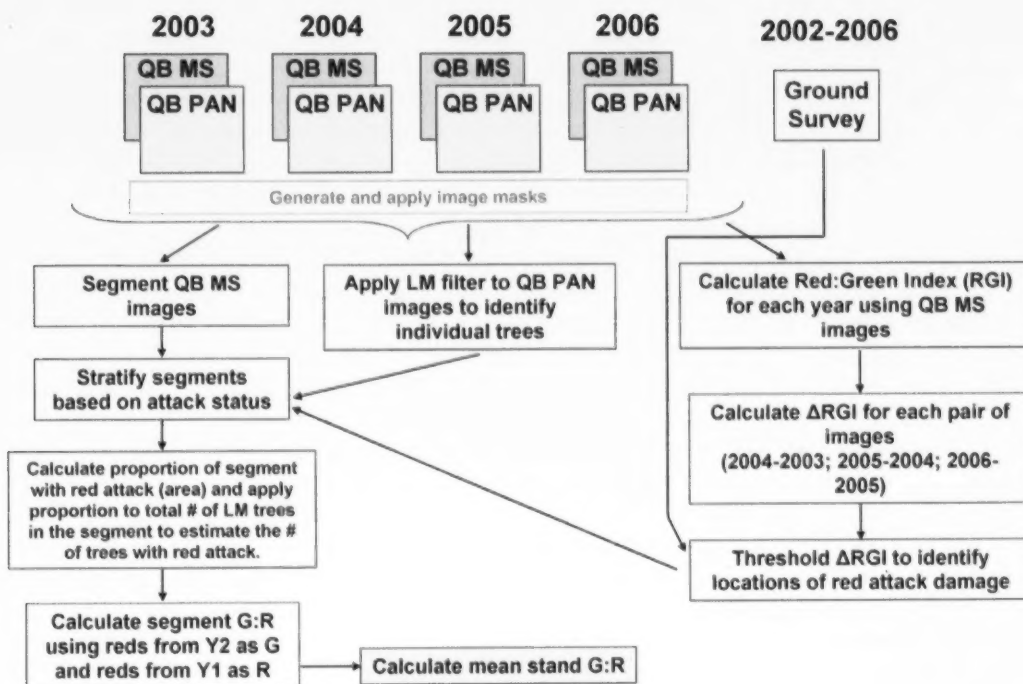 2003
2004
2005
2006
2002-2006
QB MS
QB PAN
QB MS
QB PAN
QB MS
QB PAN
QB MS
QB PAN
Ground
Survey
Generate and apply image masks
Segment QB MS
images
Apply LM filter to QB PAN
images to identify
individual trees
Calculate Red:Green Index (RGI)
for each year using QB MS
images
Stratify segments
based on attack status
Calculate ΔRGI for each pair of
images
(2004-2003; 2005-2004; 2006-
2005)
Calculate proportion of segment
with red attack (area) and apply
proportion to total # of LM trees
in the segment to estimate the #
of trees with red attack.
Threshold ΔRGI to identify
locations of red attack damage
Calculate segment G:R
using reds from Y2 as G
and reds from Y1 as R
Calculate mean stand G:R